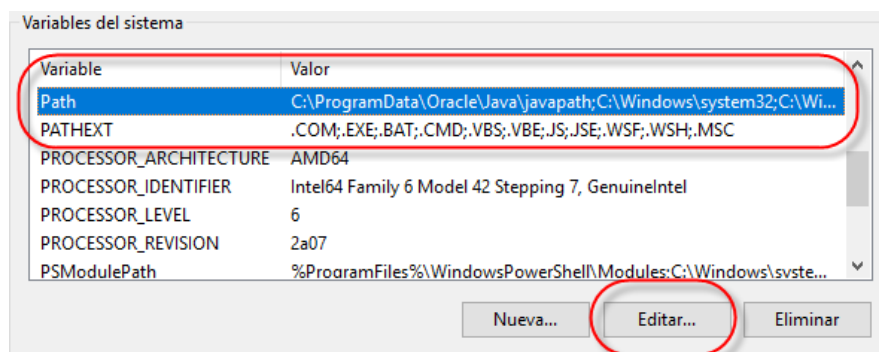 Variables del sistema
Variable Valor
Path C:\ProgramData\Oracle\Java\javapath;C:\Windows\system32;C:\Wi...
PATHEXT .COM;.EXE;.BAT;.CMD;.VBS;.VBE;.JS;.JSE;.WSF;.WSH;.MSC
PROCESSOR_ARCHITECTURE AMD64
PROCESSOR_IDENTIFIER Intel64 Family 6 Model 42 Stepping 7, GenuineIntel
PROCESSOR_LEVEL 6
PROCESSOR_REVISION 2a07
PSModulePath %ProgramFiles%\WindowsPowerShell\Modules;C:\Windows\syste...
Nueva... Editar... Eliminar